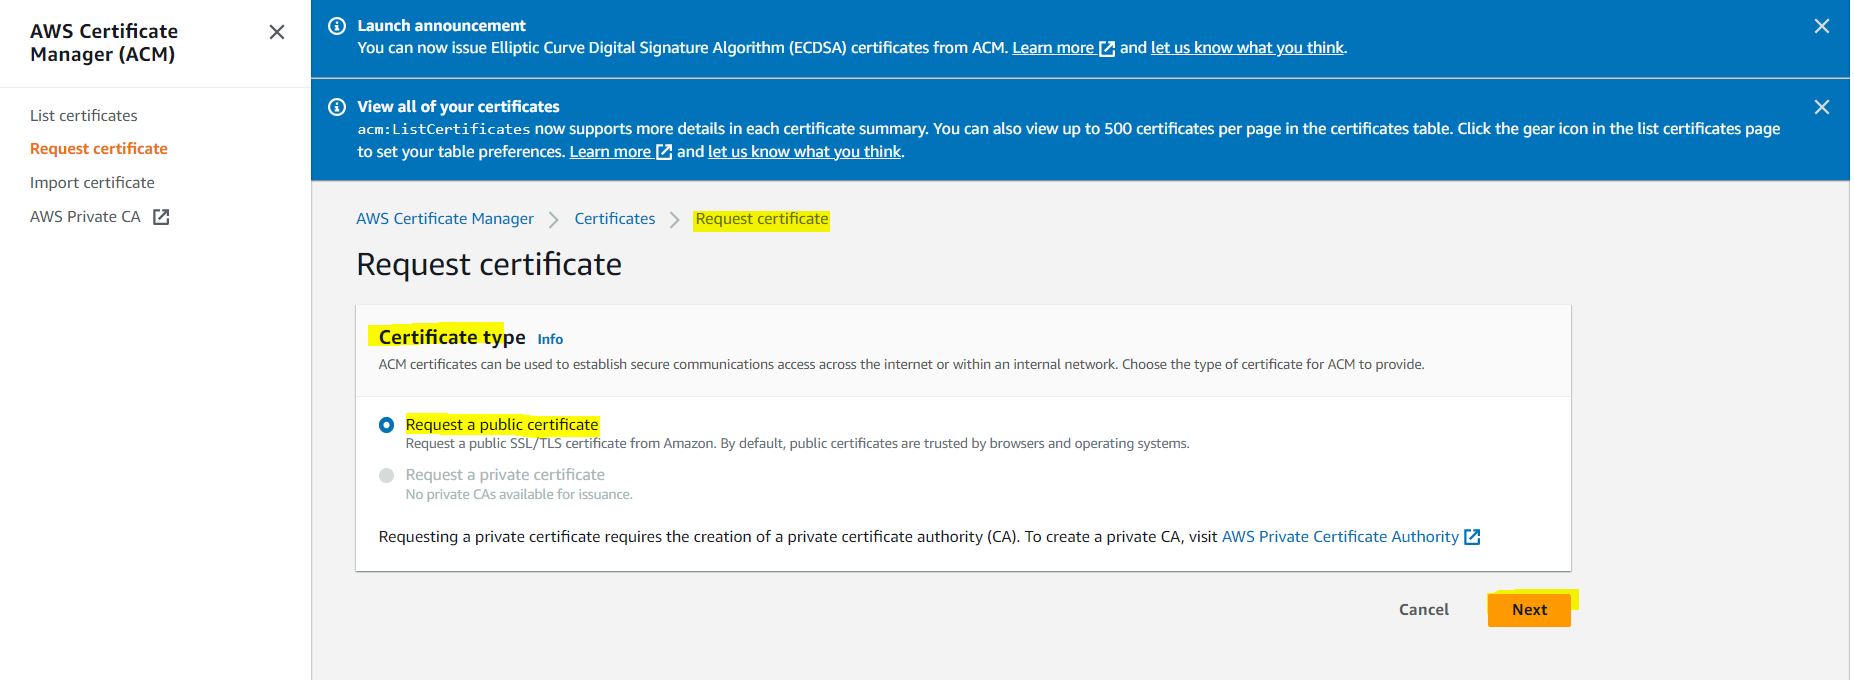 AWS Certificate
Manager (ACM)
List certificates
Request certificate
Import certificate
AWS Private CA
Launch announcement
You can now issue Elliptic Curve Digital Signature Algorithm (ECDSA) certificates from ACM. Learn more and let us know what you think.
View all of your certificates
acm:ListCertificates now supports more details in each certificate summary. You can also view up to 500 certificates per page in the certificates table. Click the gear icon in the list certificates page
to set your table preferences. Learn more and let us know what you think.
AWS Certificate Manager Certificates Request certificate
Request certificate
Certificate type Info
ACM certificates can be used to establish secure communications access across the internet or within an internal network. Choose the type of certificate for ACM to provide.
Request a public certificate
Request a public SSL/TLS certificate from Amazon. By default, public certificates are trusted by browsers and operating systems.
Request a private certificate
No private CAs available for issuance.
Requesting a private certificate requires the creation of a private certificate authority (CA). To create a private CA, visit AWS Private Certificate Authority
Cancel Next